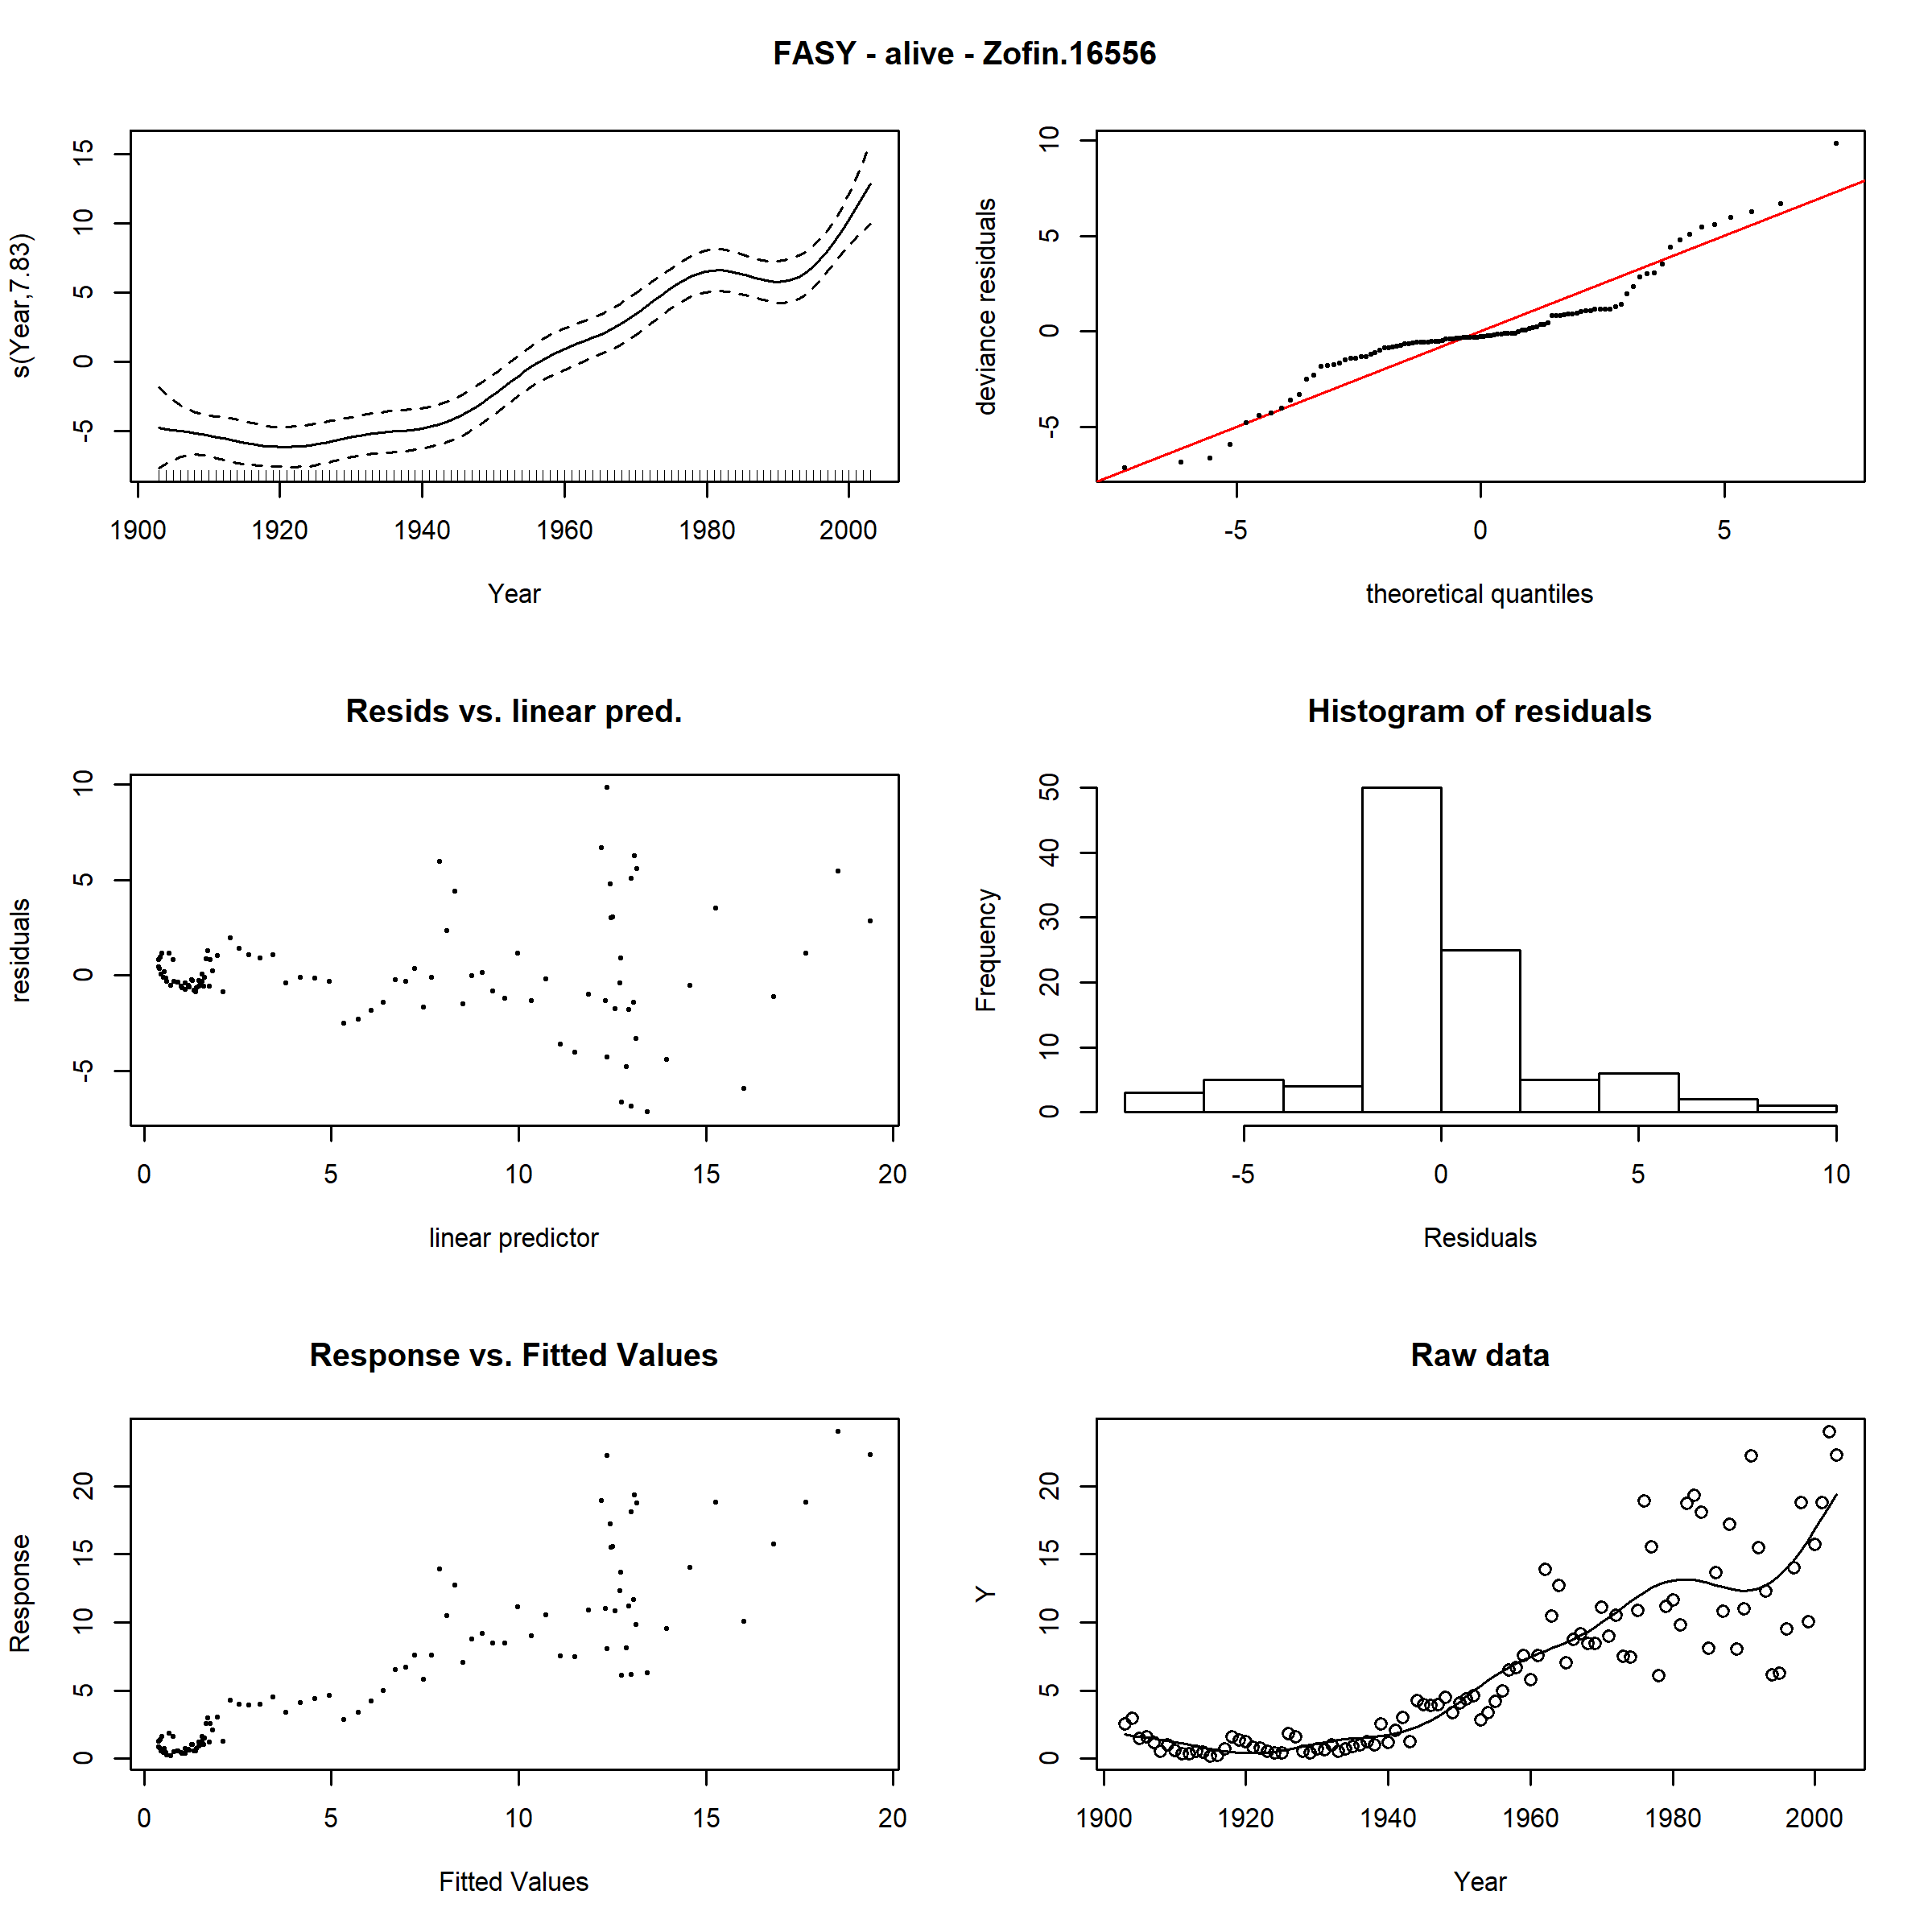 FASY - alive - Zofin.16556
s(Year,7.83)
15
10
5
0
-5
1900 1920 1940 1960 1980 2000
Year
deviance residuals
10
5
0
-5
-5 0 5
theoretical quantiles
Resids vs. linear pred.
residuals
10
5
0
-5
0 5 10 15 20
linear predictor
Histogram of residuals
Frequency
50
40
30
20
10
0
-5 0 5 10
Residuals
Response vs. Fitted Values
Response
20
15
10
5
0
0 5 10 15 20
Fitted Values
Raw data
Y
20
15
10
5
0
1900 1920 1940 1960 1980 2000
Year